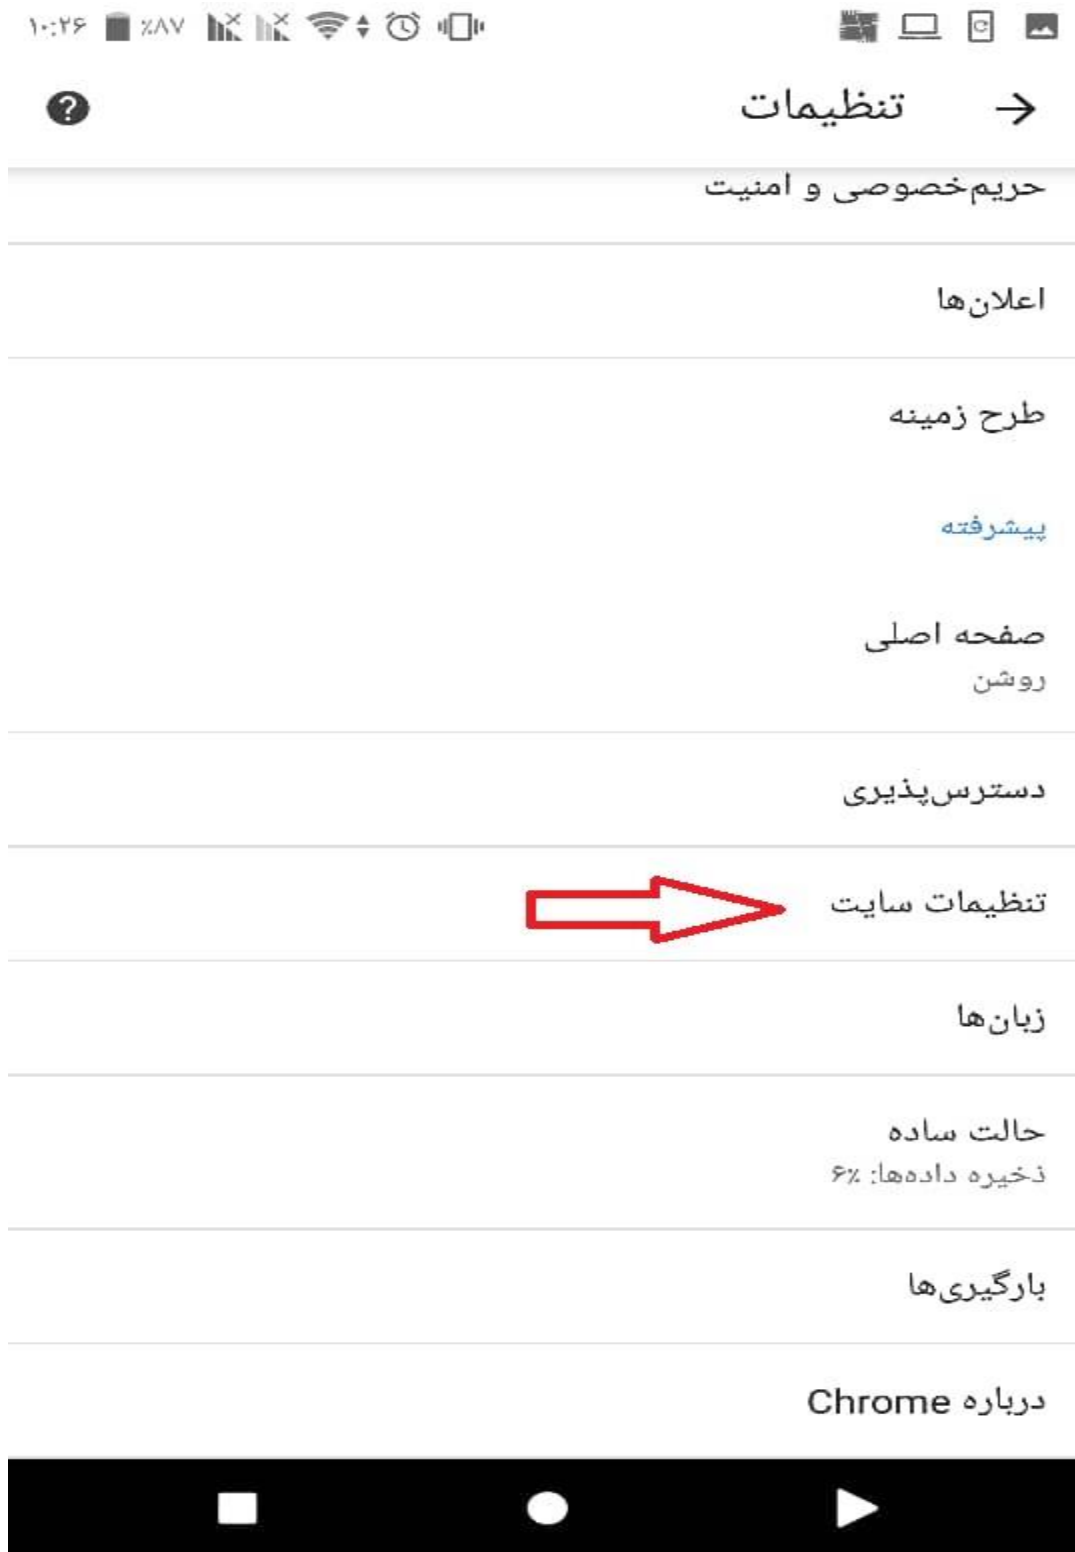 ۱۰:۲۶ ٪۸۷
تنظیمات
حریم‌خصوصی و امنیت
اعلان‌ها
طرح زمینه
پیشرفته
صفحه اصلی
روشن
دسترس‌پذیری
تنظیمات سایت
زبان‌ها
حالت ساده
ذخیره داده‌ها: ٪۶
بارگیری‌ها
درباره Chrome